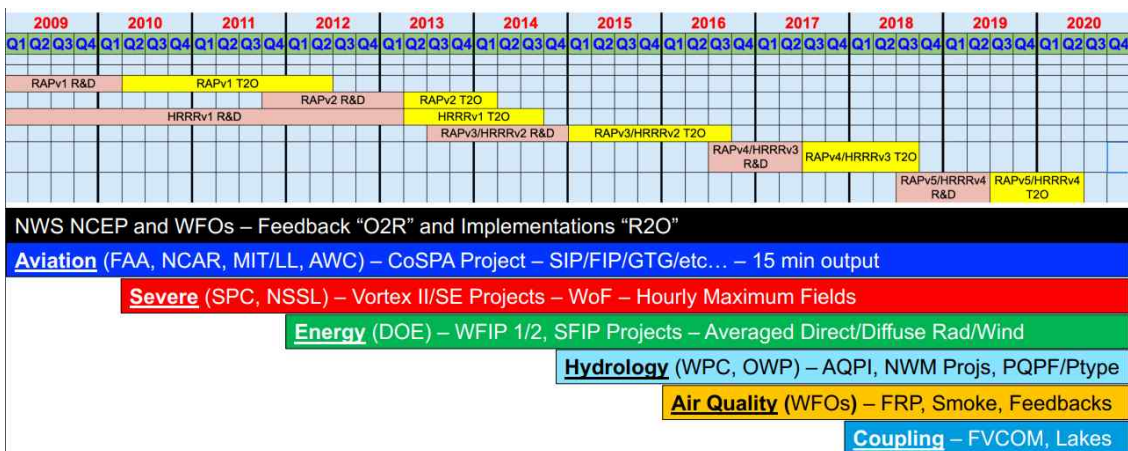 2009 2010 2011 2012 2013 2014 2015 2016 2017 2018 2019 2020
Q1 Q2 Q3 Q4 Q1 Q2 Q3 Q4 Q1 Q2 Q3 Q4 Q1 Q2 Q3 Q4 Q1 Q2 Q3 Q4 Q1 Q2 Q3 Q4 Q1 Q2 Q3 Q4 Q1 Q2 Q3 Q4 Q1 Q2 Q3 Q4 Q1 Q2 Q3 Q4 Q1 Q2 Q3 Q4 Q1 Q2 Q3 Q4
RAPv1 R&D RAPv1 T2O
RAPv2 R&D RAPv2 T2O
HRRRv1 R&D HRRRv1 T2O
RAPv3/HRRRv2 R&D RAPv3/HRRRv2 T2O
RAPv4/HRRRv3
R&D
RAPv4/HRRRv3 T2O
RAPv5/HRRRv4
R&D
RAPv5/HRRRv4
T2O
NWS NCEP and WFOs – Feedback “O2R” and Implementations “R2O”
Aviation (FAA, NCAR, MIT/LL, AWC) – CoSPA Project – SIP/FIP/GTG/etc… – 15 min output
Severe (SPC, NSSL) – Vortex II/SE Projects – WoF – Hourly Maximum Fields
Energy (DOE) – WFIP 1/2, SFIP Projects – Averaged Direct/Diffuse Rad/Wind
Hydrology (WPC, OWP) – AQPI, NWM Projs, PQPF/Ptype
Air Quality (WFOs) – FRP, Smoke, Feedbacks
Coupling – FVCOM, Lakes